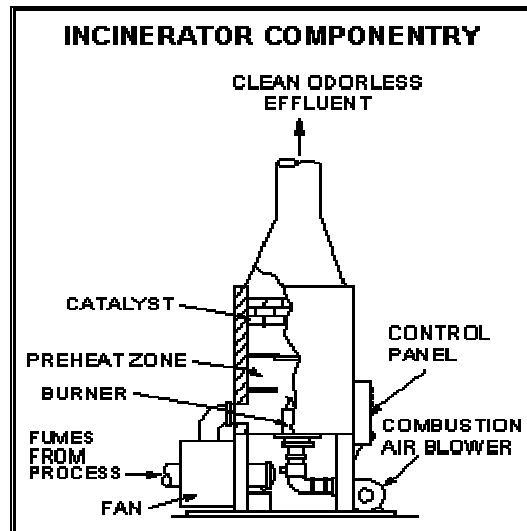 INCINERATOR COMPONENTRY
CLEAN ODORLESS
EFFLUENT
CATALYST
PREHEAT ZONE
BURNER
FUMES
FROM
PROCESS
FAN
CONTROL
PANEL
COMBUSTION
AIR BLOWER